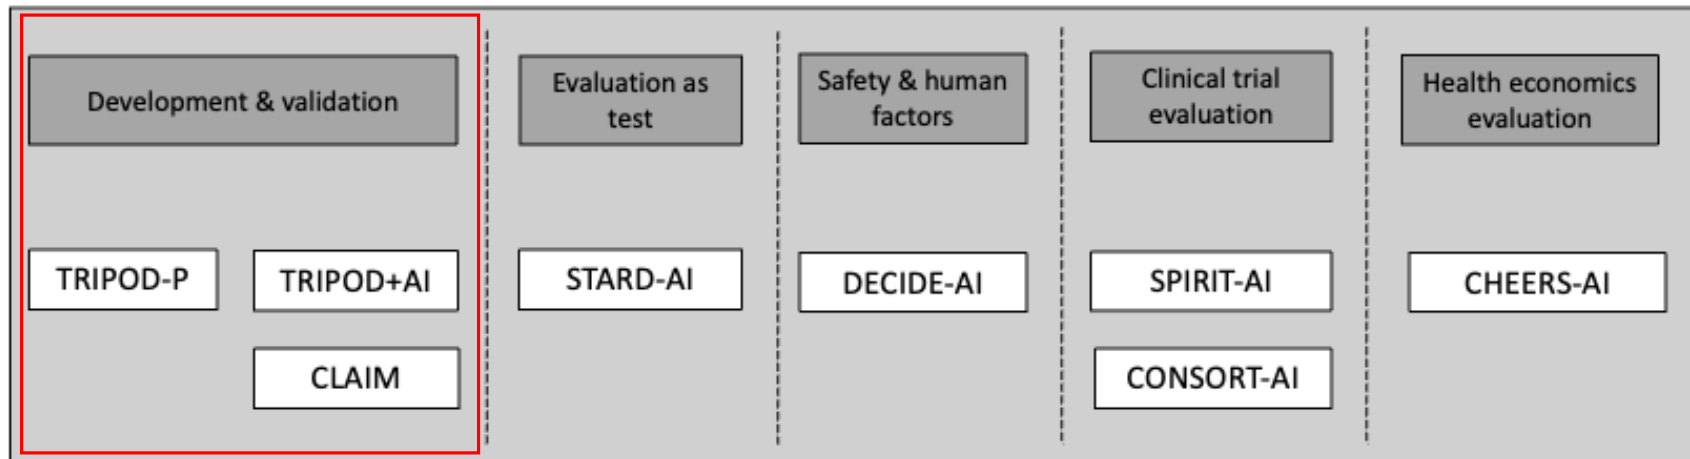 Development & validation
Evaluation as
test
Safety & human
factors
Clinical trial
evaluation
Health economics
evaluation
TRIPOD-P
TRIPOD+AI
STARD-AI
DECIDE-AI
SPIRIT-AI
CHEERS-AI
CLAIM
CONSORT-AI